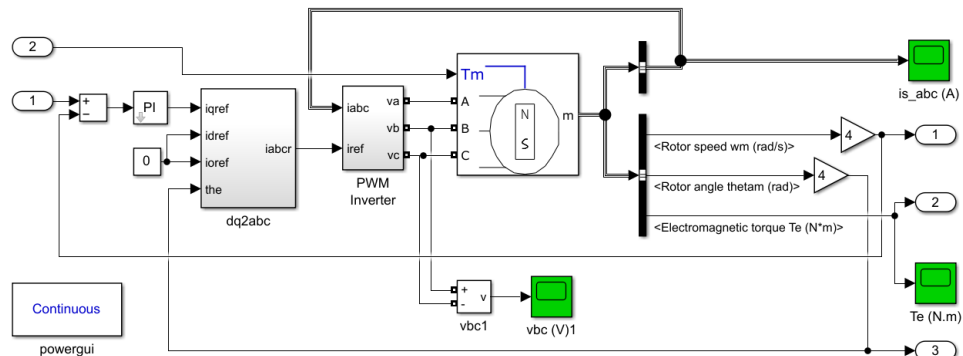 2
Tm
is_abc (A)
1
+
−
PI
iqref
idref
ioref
the
iabcr
dq2abc
0
iabc
iref
va
vb
vc
PWM
Inverter
A
B
C
N
S
m
<Rotor speed wm (rad/s)>
4
1
<Rotor angle thetam (rad)>
4
2
<Electromagnetic torque Te (N*m)>
Te (N.m)
Continuous
powergui
+
-
v
vbc1
vbc (V)1
3